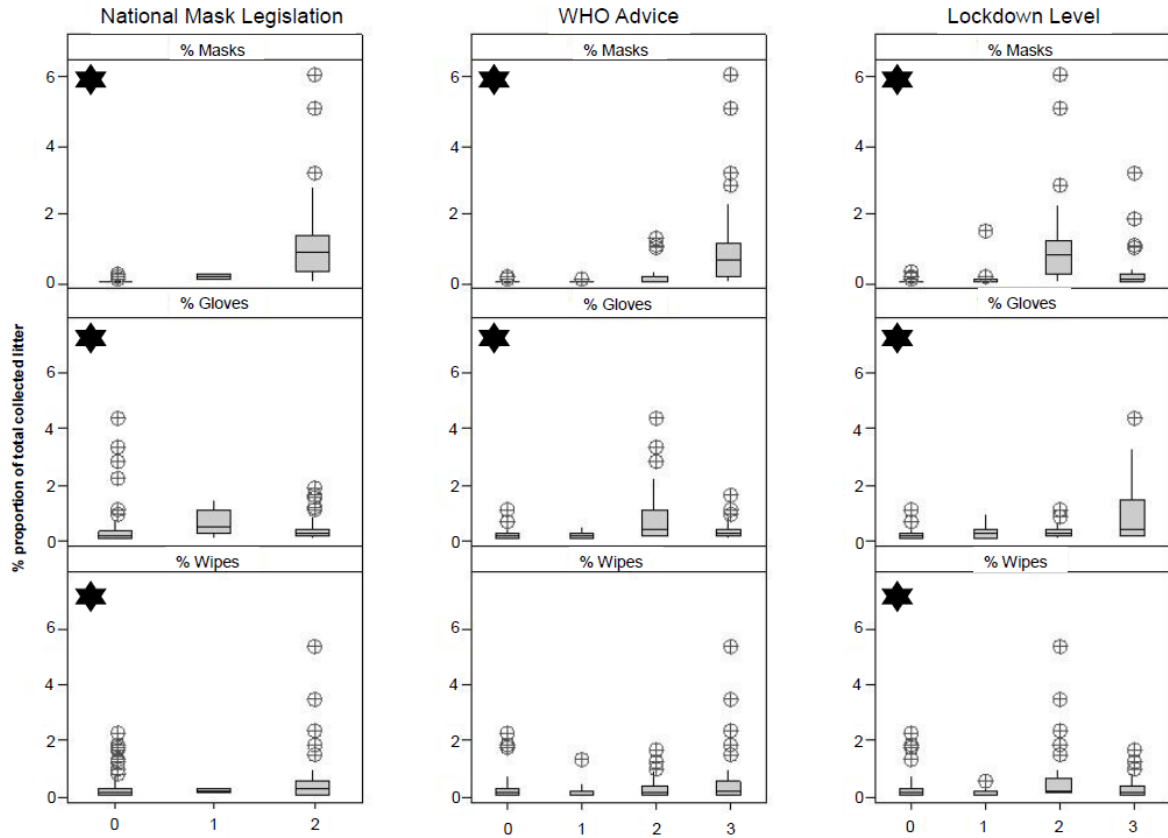 National Mask Legislation WHO Advice Lockdown Level
% Masks % Masks % Masks
6 6 6
4 4 4
2 2 2
0 0 0
% Gloves % Gloves % Gloves
6 6 6
4 4 4
2 2 2
0 0 0
% Wipes % Wipes % Wipes
6 6 6
4 4 4
2 2 2
0 0 0
0 1 2 0 1 2 3 0 1 2 3
% proportion of total collected litter